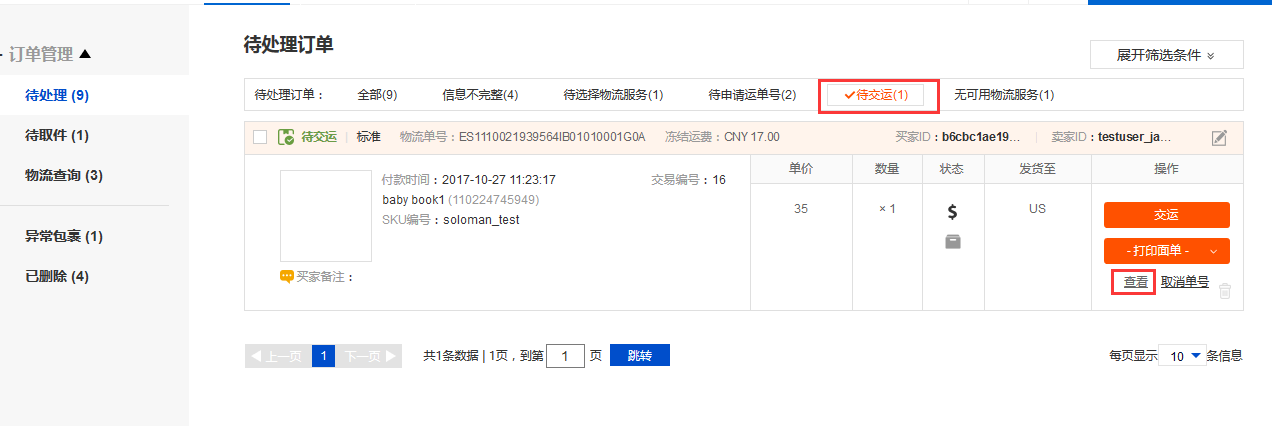 订单管理
待处理 (9)
待取件 (1)
物流查询 (3)
异常包裹 (1)
已删除 (4)
待处理订单
展开筛选条件
待处理订单： 全部(9) 信息不完整(4) 待选择物流服务(1) 待申请运单号(2) 待交运(1) 无可用物流服务(1)
待交运 | 标准 物流单号：ES1110021939564IB01010001G0A 冻结运费：CNY 17.00 买家ID：b6cbc1ae19... | 卖家ID：testuser_ja...
单价 数量 状态 发货至 操作
付款时间：2017-10-27 11:23:17 交易编号：16
baby book1 (110224745949)
SKU编号：soloman_test
35 × 1 $ US
交运
- 打印面单 -
查看 取消单号
买家备注：
上一页 1 下一页 共1条数据 | 1页，到第 1 页 跳转 每页显示 10 条信息